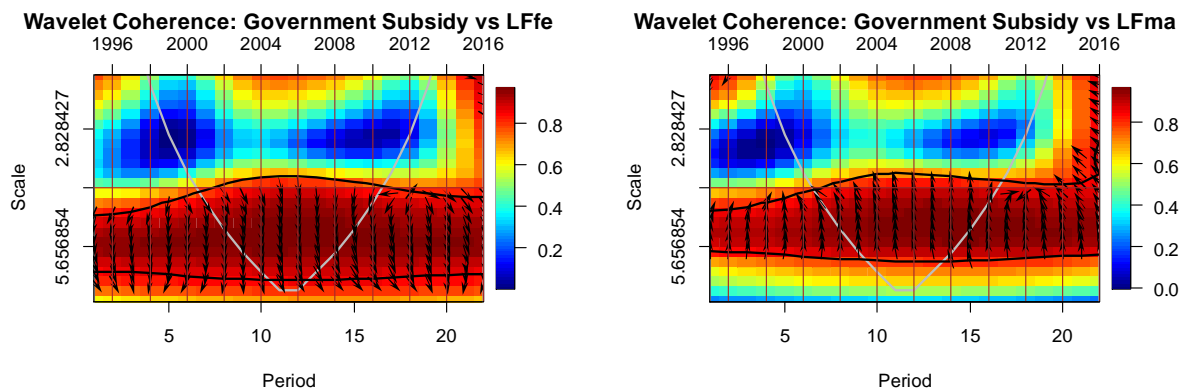 Wavelet Coherence: Government Subsidy vs LFfe
1996 2000 2004 2008 2012 2016
Scale
2.828427
5.656854
0.8
0.6
0.4
0.2
5 10 15 20
Period
Wavelet Coherence: Government Subsidy vs LFma
1996 2000 2004 2008 2012 2016
Scale
2.828427
5.656854
0.8
0.6
0.4
0.2
0.0
5 10 15 20
Period